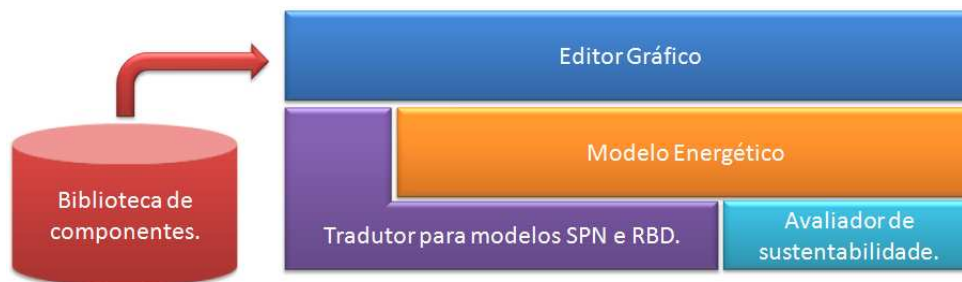 Editor Gráfico
Modelo Energético
Biblioteca de
componentes.
Tradutor para modelos SPN e RBD.
Avaliador de
sustentabilidade.